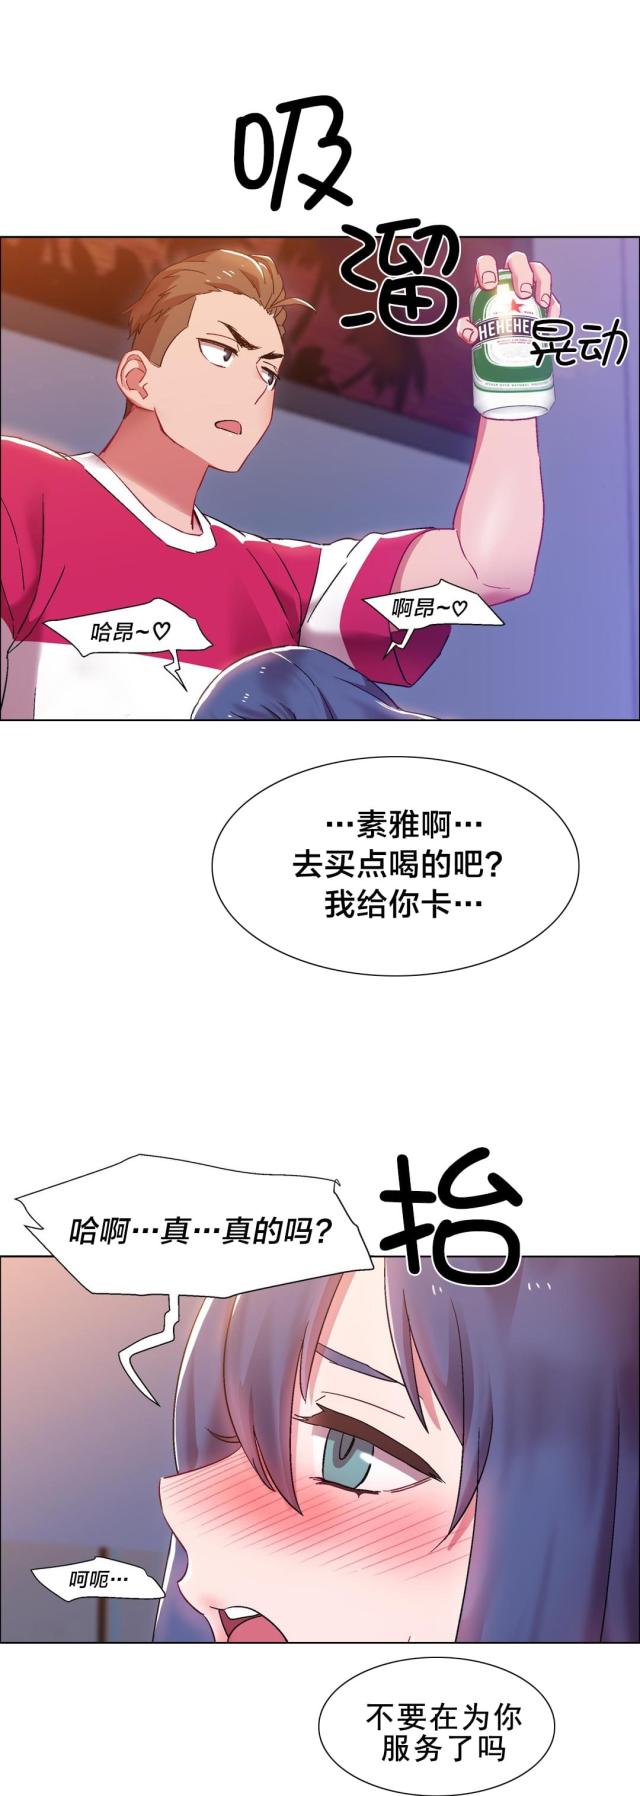 吸
溜
HEHEHEH
晃动
啊昂~♡
哈昂~♡
…素雅啊…
去买点喝的吧?
我给你卡…
抬
哈啊…真…真的吗?
呵呃…
不要在为你
服务了吗